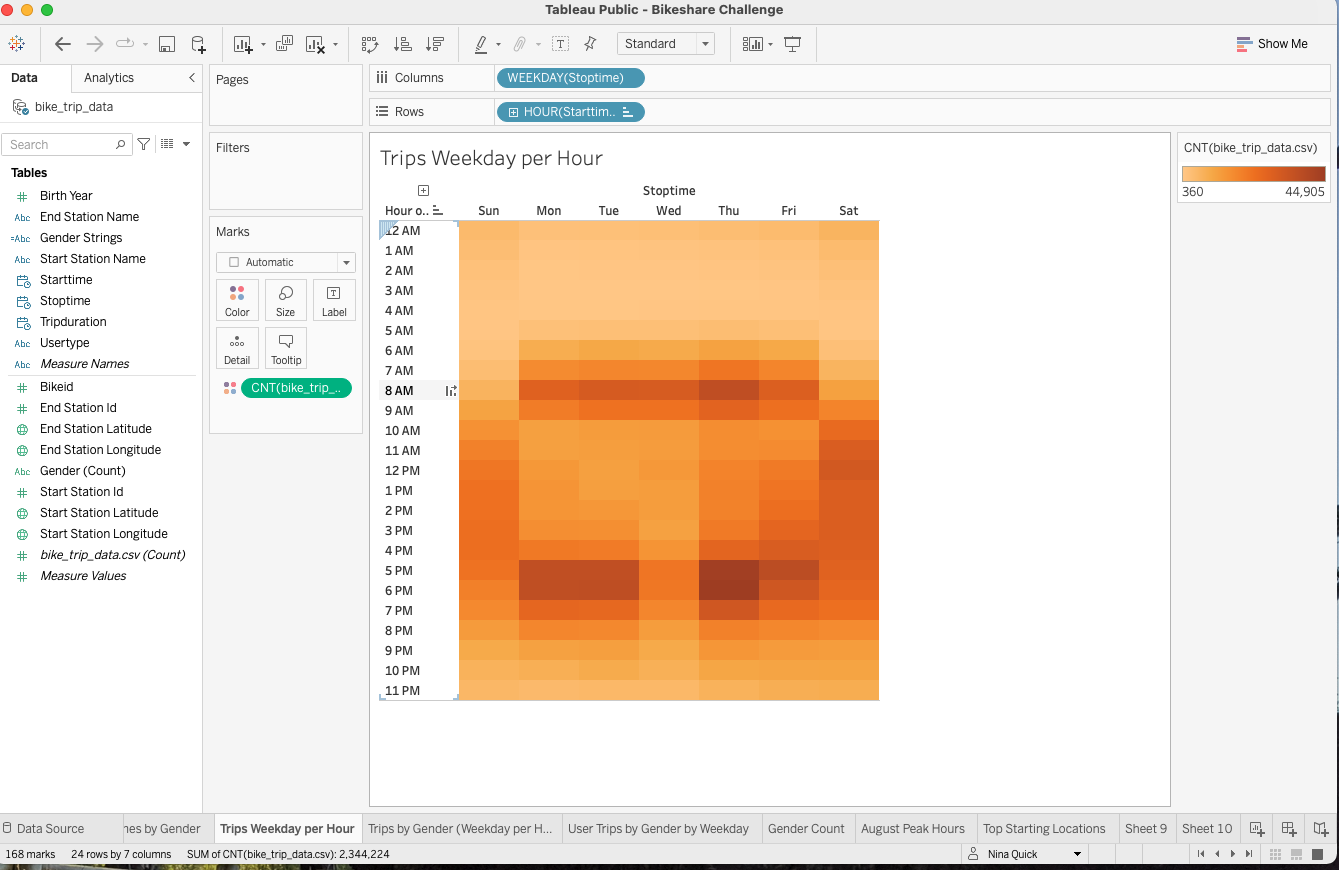 Tableau Public - Bikeshare Challenge
Standard
Show Me
Data
Analytics
bike_trip_data
Search
Tables
# Birth Year
Abc End Station Name
=Abc Gender Strings
Abc Start Station Name
Starttime
Stoptime
Tripduration
Abc Usertype
Abc Measure Names
# Bikeid
# End Station Id
End Station Latitude
End Station Longitude
Abc Gender (Count)
# Start Station Id
Start Station Latitude
Start Station Longitude
# bike_trip_data.csv (Count)
# Measure Values
Pages
Filters
Marks
Automatic
Color
Size
T
Label
Detail
Tooltip
CNT(bike_trip_..
Columns
WEEKDAY(Stoptime)
Rows
HOUR(Starttim..
Trips Weekday per Hour
Stoptime
Hour o..
Sun
Mon
Tue
Wed
Thu
Fri
Sat
12 AM
1 AM
2 AM
3 AM
4 AM
5 AM
6 AM
7 AM
8 AM
9 AM
10 AM
11 AM
12 PM
1 PM
2 PM
3 PM
4 PM
5 PM
6 PM
7 PM
8 PM
9 PM
10 PM
11 PM
CNT(bike_trip_data.csv)
360
44,905
Data Source
nes by Gender
Trips Weekday per Hour
Trips by Gender (Weekday per H...
User Trips by Gender by Weekday
Gender Count
August Peak Hours
Top Starting Locations
Sheet 9
Sheet 10
168 marks
24 rows by 7 columns
SUM of CNT(bike_trip_data.csv): 2,344,224
Nina Quick